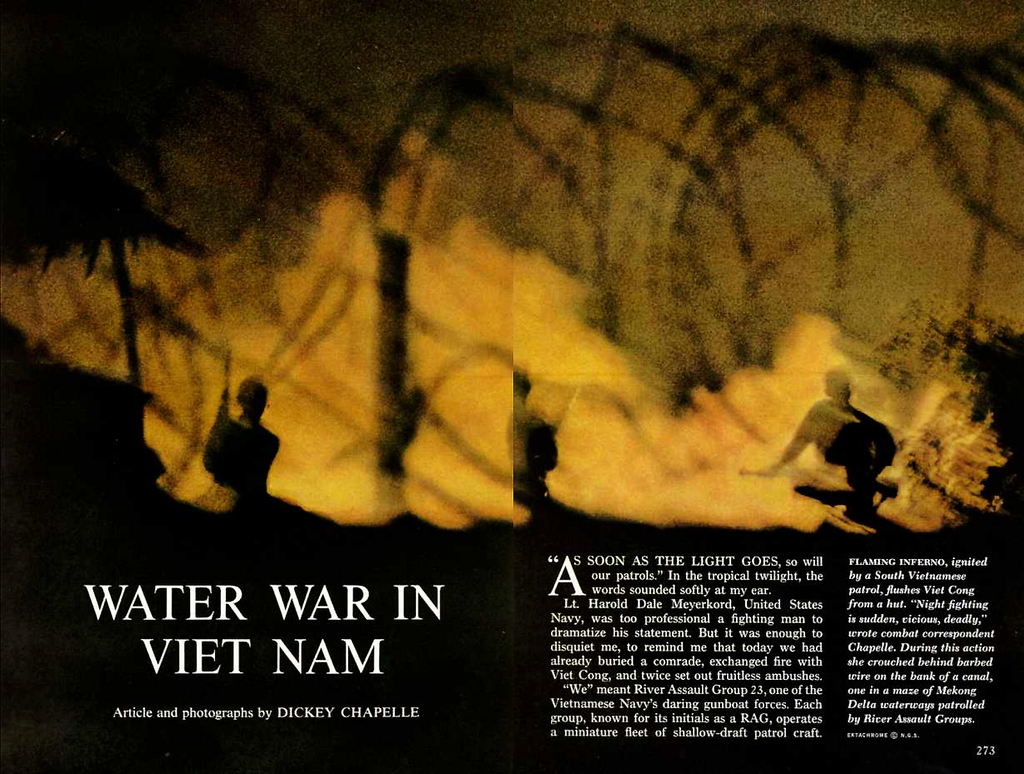 WATER WAR IN
VIET NAM
Article and photographs by DICKEY CHAPELLE
“AS SOON AS THE LIGHT GOES, so will
our patrols.” In the tropical twilight, the
words sounded softly at my ear.
Lt. Harold Dale Meyerkord, United States
Navy, was too professional a fighting man to
dramatize his statement. But it was enough to
disquiet me, to remind me that today we had
already buried a comrade, exchanged fire with
Viet Cong, and twice set out fruitless ambushes.
“We” meant River Assault Group 23, one of the
Vietnamese Navy’s daring gunboat forces. Each
group, known for its initials as a RAG, operates
a miniature fleet of shallow-draft patrol craft.
FLAMING INFERNO, ignited
by a South Vietnamese
patrol, flushes Viet Cong
from a hut. “Night fighting
is sudden, vicious, deadly,”
wrote combat correspondent
Chapelle. During this action
she crouched behind barbed
wire on the bank of a canal,
one in a maze of Mekong
Delta waterways patrolled
by River Assault Groups.
EKTACHROME © N.G.S.
273